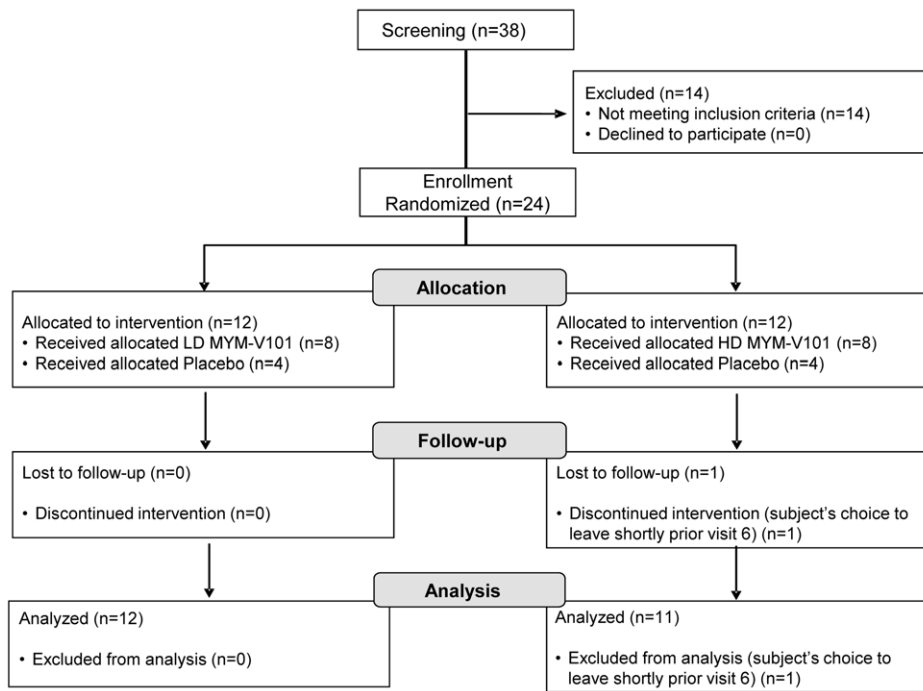 Screening (n=38)
Excluded (n=14)
• Not meeting inclusion criteria (n=14)
• Declined to participate (n=0)
Enrollment
Randomized (n=24)
Allocation
Allocated to intervention (n=12)
• Received allocated LD MYM-V101 (n=8)
• Received allocated Placebo (n=4)
Allocated to intervention (n=12)
• Received allocated HD MYM-V101 (n=8)
• Received allocated Placebo (n=4)
Follow-up
Lost to follow-up (n=0)
• Discontinued intervention (n=0)
Lost to follow-up (n=1)
• Discontinued intervention (subject's choice to
leave shortly prior visit 6) (n=1)
Analysis
Analyzed (n=12)
• Excluded from analysis (n=0)
Analyzed (n=11)
• Excluded from analysis (subject's choice to
leave shortly prior visit 6) (n=1)